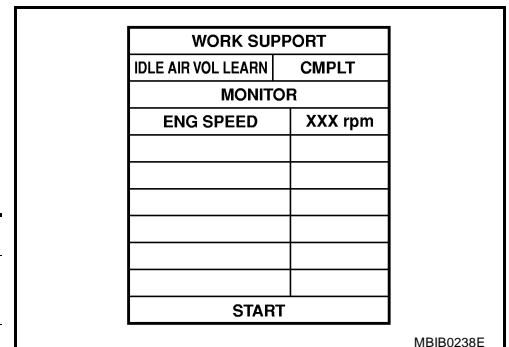 WORK SUPPORT
IDLE AIR VOL LEARN CMPLT
MONITOR
ENG SPEED XXX rpm
START
MBIB0238E